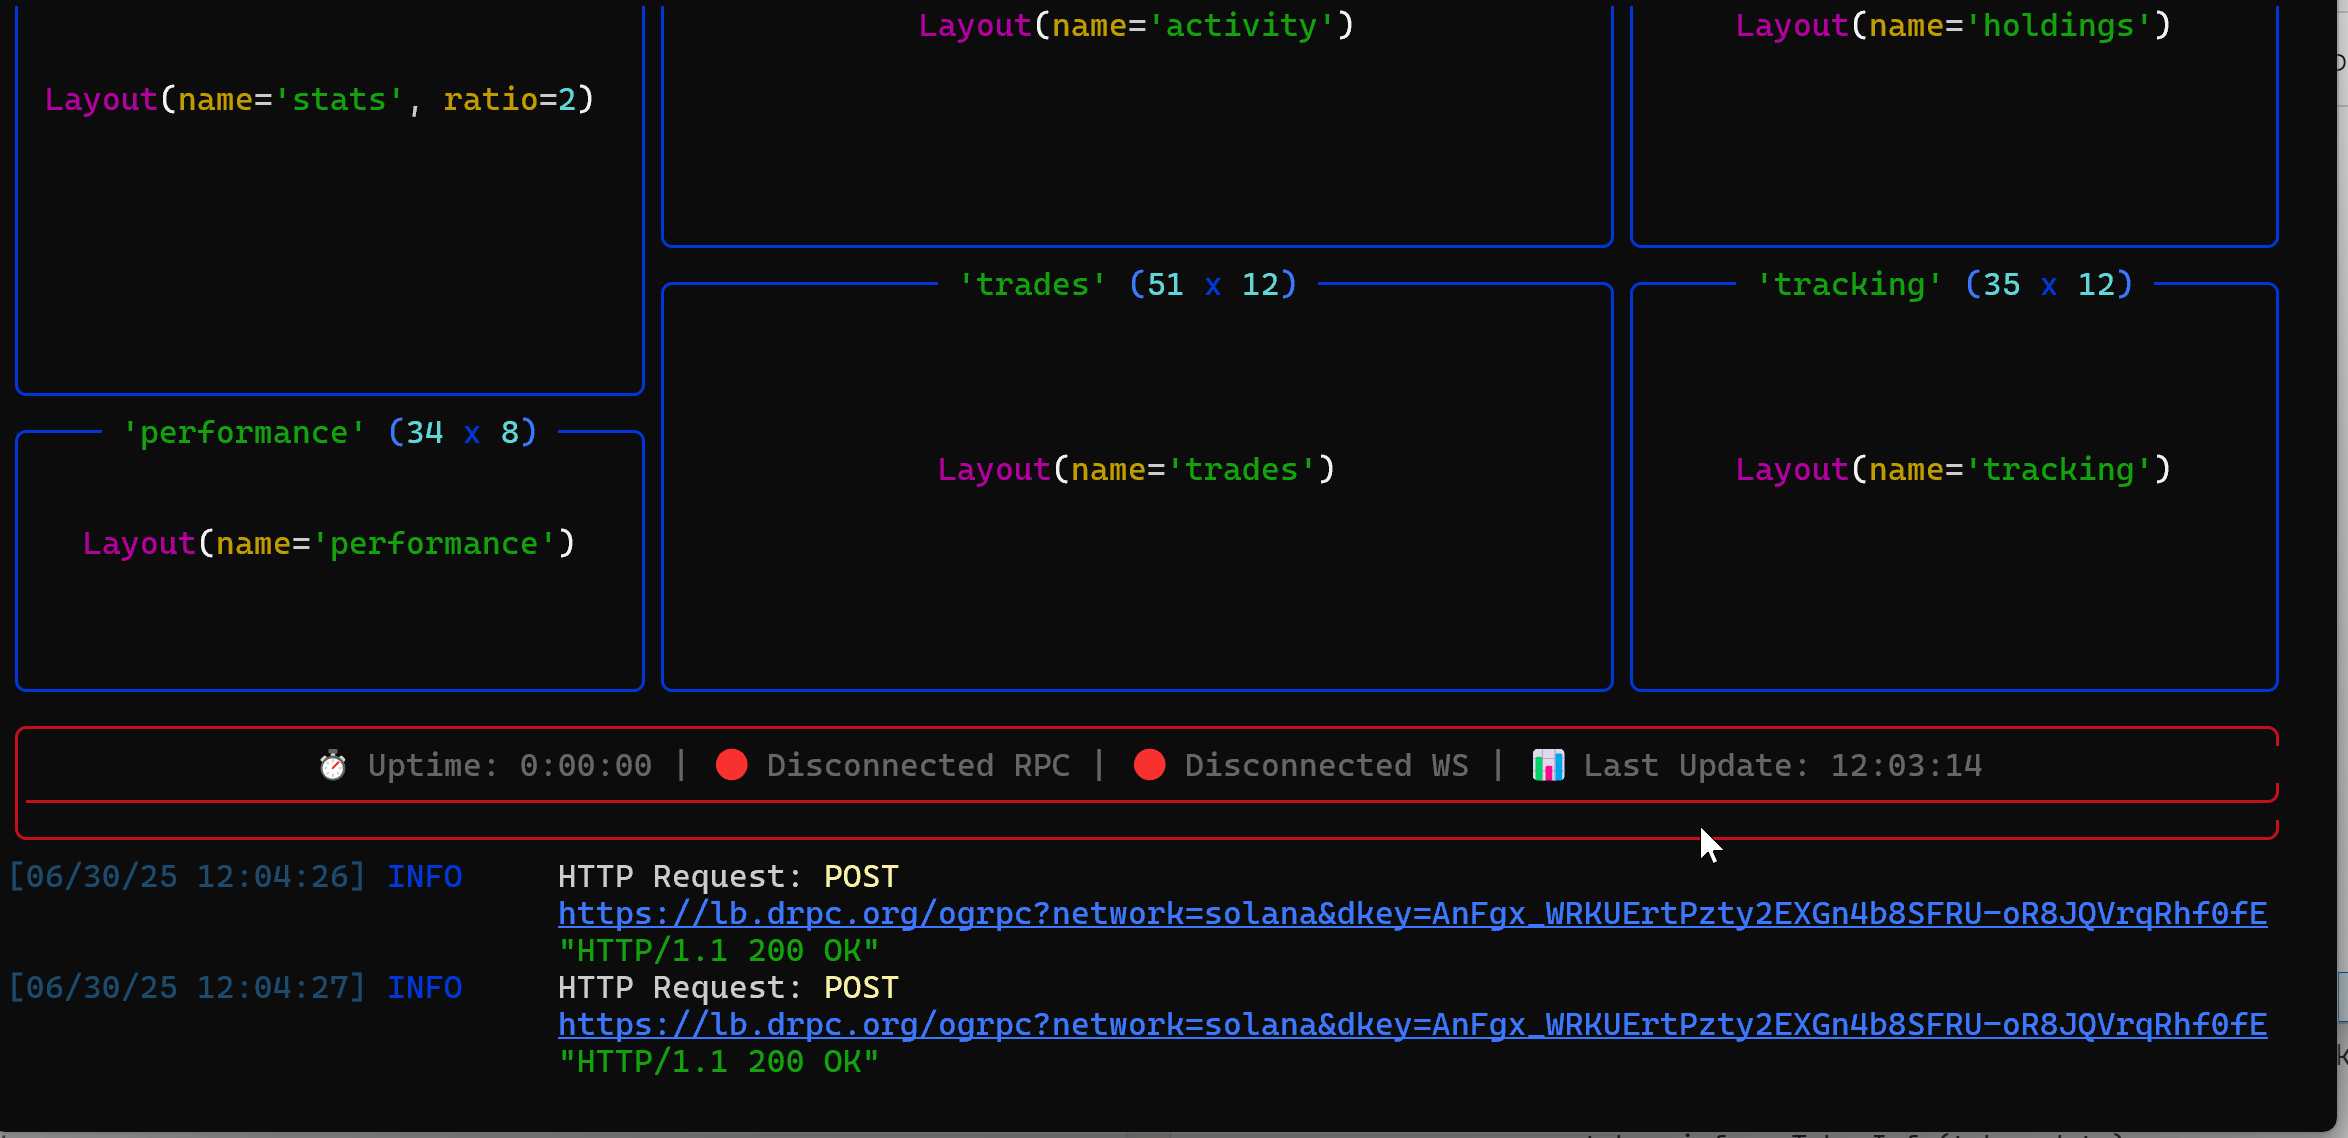 Layout(name='activity')
Layout(name='holdings')
Layout(name='stats', ratio=2)
'trades' (51 x 12)
'tracking' (35 x 12)
'performance' (34 x 8)
Layout(name='trades')
Layout(name='tracking')
Layout(name='performance')
Uptime: 0:00:00 | Disconnected RPC | Disconnected WS | Last Update: 12:03:14
[06/30/25 12:04:26] INFO HTTP Request: POST
https://lb.drpc.org/ogrpc?network=solana&dkey=AnFgx_WRKUErtPzty2EXGn4b8SFRU-oR8JQVrqRhf0fE
"HTTP/1.1 200 OK"
[06/30/25 12:04:27] INFO HTTP Request: POST
https://lb.drpc.org/ogrpc?network=solana&dkey=AnFgx_WRKUErtPzty2EXGn4b8SFRU-oR8JQVrqRhf0fE
"HTTP/1.1 200 OK"